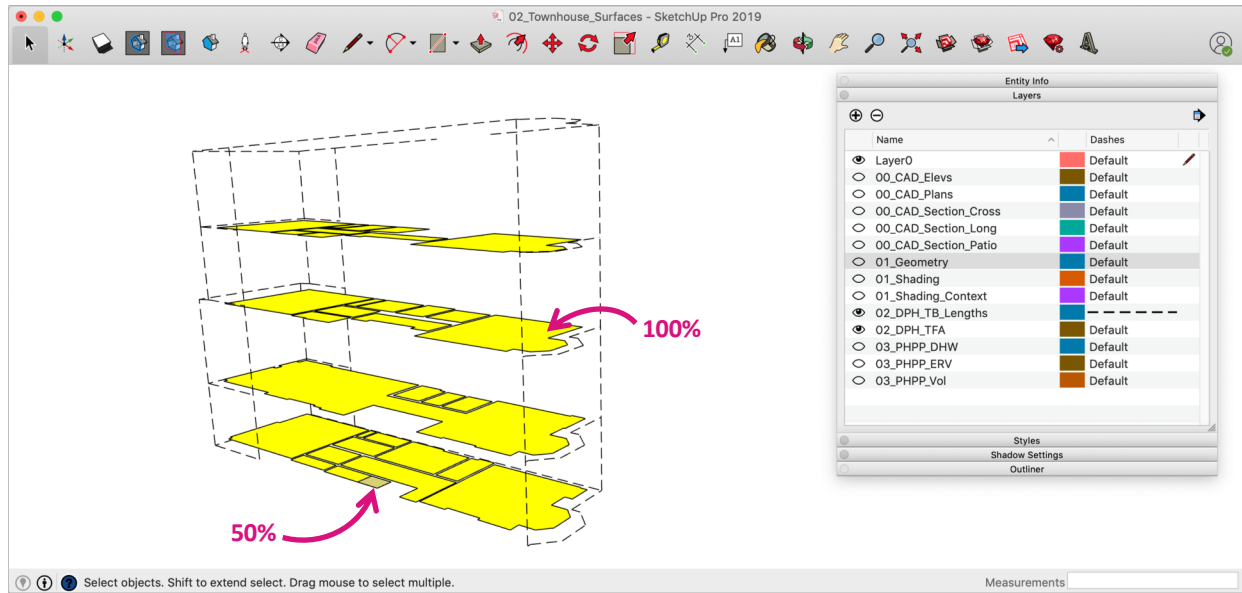 02_Townhouse_Surfaces - SketchUp Pro 2019
A1
Entity Info
Layers
Name Dashes
Layer0 Default
00_CAD_Elevs Default
00_CAD_Plans Default
00_CAD_Section_Cross Default
00_CAD_Section_Long Default
00_CAD_Section_Patio Default
01_Geometry Default
01_Shading Default
01_Shading_Context Default
02_DPH_TB_Lengths
02_DPH_TFA Default
03_PHPP_DHW Default
03_PHPP_ERV Default
03_PHPP_Vol Default
Styles
Shadow Settings
Outliner
100%
50%
Select objects. Shift to extend select. Drag mouse to select multiple.
Measurements